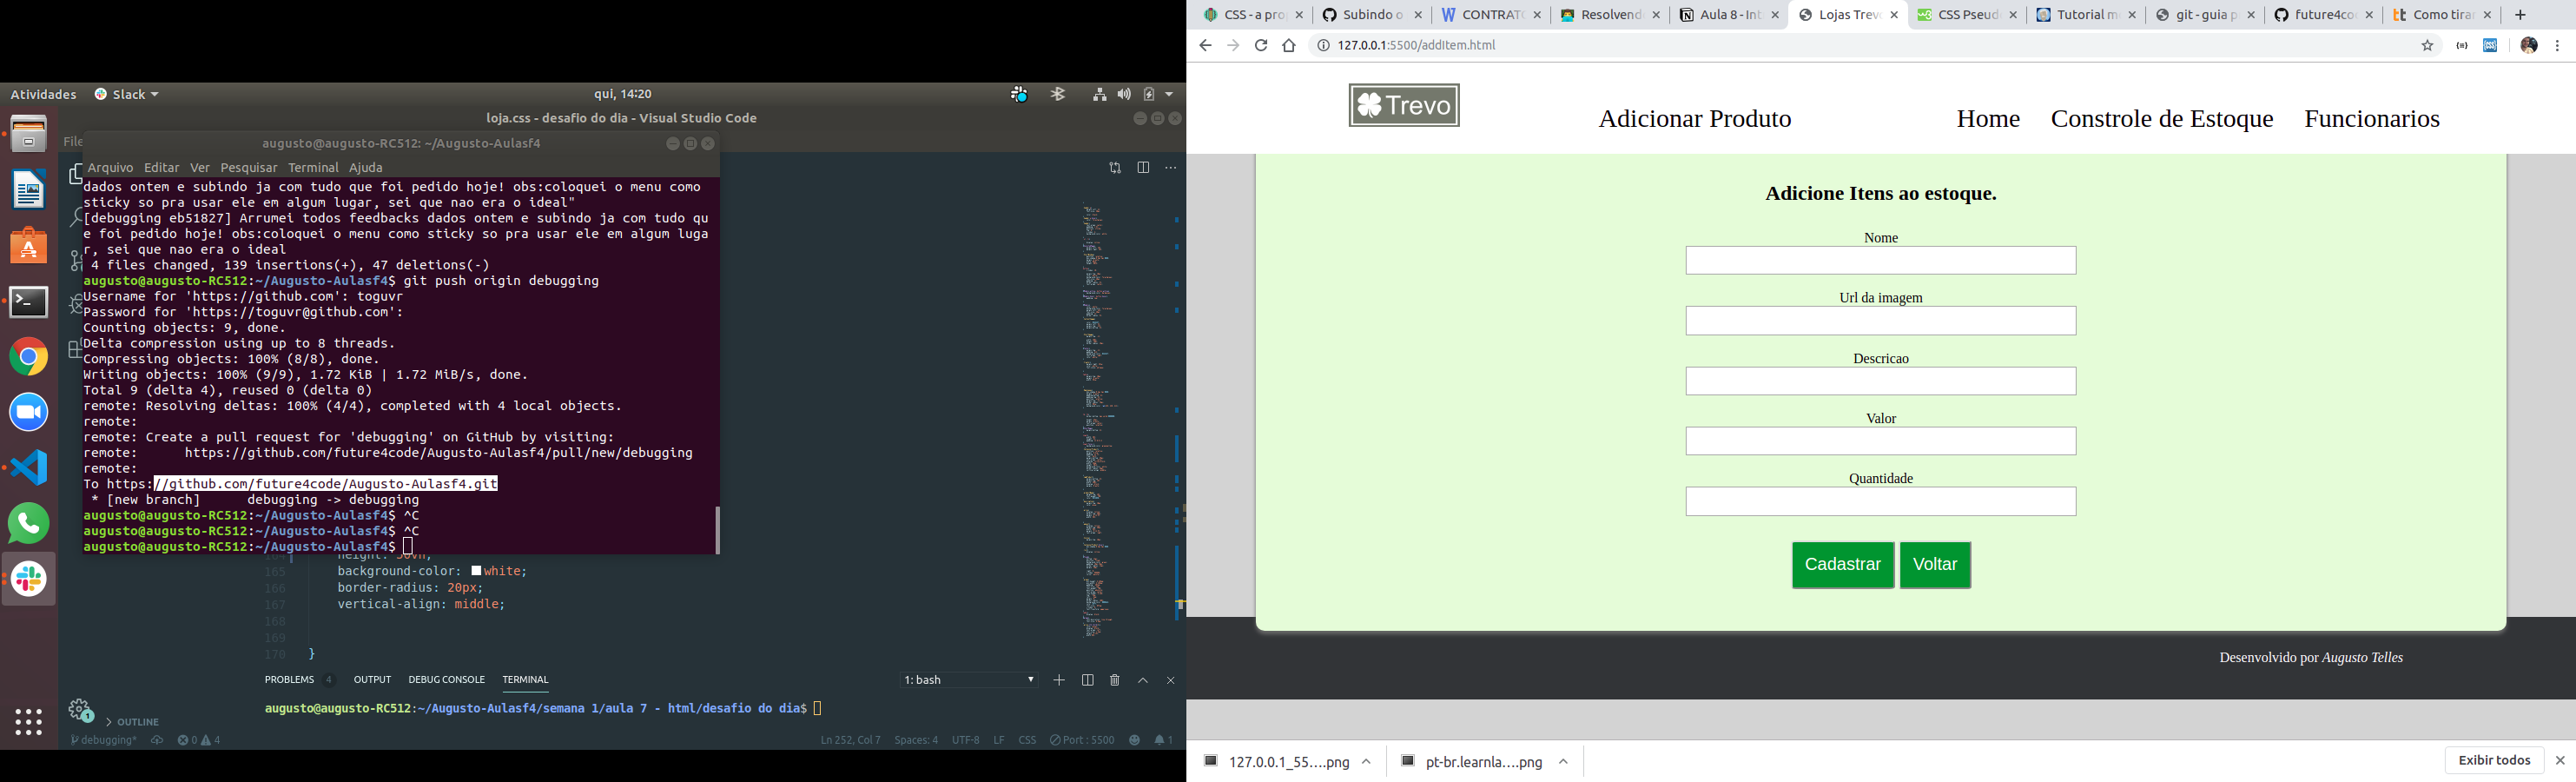 Atividades
Slack
qui, 14:20
loja.css - desafio do dia - Visual Studio Code
File
augusto@augusto-RC512: ~/Augusto-Aulasf4
Arquivo Editar Ver Pesquisar Terminal Ajuda
dados ontem e subindo ja com tudo que foi pedido hoje! obs:coloquei o menu como
sticky so pra usar ele em algum lugar, sei que nao era o ideal"
[debugging eb51827] Arrumei todos feedbacks dados ontem e subindo ja com tudo qu
e foi pedido hoje! obs:coloquei o menu como sticky so pra usar ele em algum luga
r, sei que nao era o ideal
4 files changed, 139 insertions(+), 47 deletions(-)
augusto@augusto-RC512:~/Augusto-Aulasf4$ git push origin debugging
Username for 'https://github.com': toguvr
Password for 'https://toguvr@github.com':
Counting objects: 9, done.
Delta compression using up to 8 threads.
Compressing objects: 100% (8/8), done.
Writing objects: 100% (9/9), 1.72 KiB | 1.72 MiB/s, done.
Total 9 (delta 4), reused 0 (delta 0)
remote: Resolving deltas: 100% (4/4), completed with 4 local objects.
remote:
remote: Create a pull request for 'debugging' on GitHub by visiting:
remote:      https://github.com/future4code/Augusto-Aulasf4/pull/new/debugging
remote:
To https://github.com/future4code/Augusto-Aulasf4.git
* [new branch]      debugging -> debugging
augusto@augusto-RC512:~/Augusto-Aulasf4$ ^C
augusto@augusto-RC512:~/Augusto-Aulasf4$ ^C
augusto@augusto-RC512:~/Augusto-Aulasf4$
165 background-color: white;
166 border-radius: 20px;
167 vertical-align: middle;
168
169
170 }
PROBLEMS 4 OUTPUT DEBUG CONSOLE TERMINAL
1: bash
augusto@augusto-RC512:~/Augusto-Aulasf4/semana 1/aula 7 - html/desafio do dia$
1
OUTLINE
debugging* 0 4
Ln 252, Col 7 Spaces: 4 UTF-8 LF CSS Port : 5500 1
CSS - a pro
Subindo o
CONTRATO
Resolvend
Aula 8 - Int
Lojas Trev
CSS Pseud
Tutorial m
git - guia p
future4co
Como tirar
127.0.0.1:5500/addItem.html
Trevo
Adicionar Produto
Home
Constrole de Estoque
Funcionarios
Adicione Itens ao estoque.
Nome
Url da imagem
Descricao
Valor
Quantidade
Cadastrar
Voltar
Desenvolvido por Augusto Telles
127.0.0.1_55....png
pt-br.learnla....png
Exibir todos